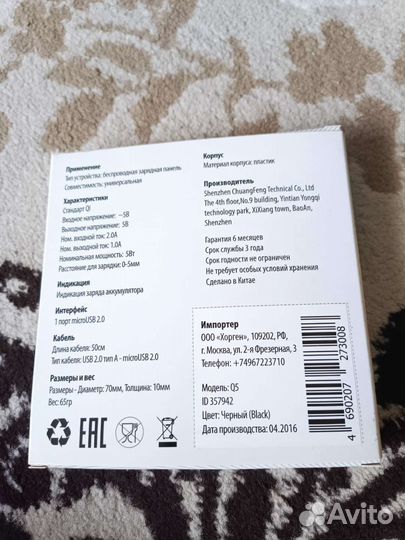 Применение
Тип устройства: беспроводная зарядная панель
Совместимость: универсальная
Характеристики
Стандарт QI
Входное напряжение: ~5В
Выходное напряжение: 5В
Ном. входной ток: 2.0А
Ном. выходной ток: 1,0А
Номинальная мощность: 5Вт
Расстояние для зарядки: 0-5мм
Индикация
Индикация заряда аккумулятора
Интерфейс
1 порт microUSB 2.0
Кабель
Длина кабеля: 50см
Тип кабеля: USB 2.0 тип А - microUSB 2.0
Размеры и вес
Размеры - Диаметр: 70мм, Толщина: 10мм
Вес: 65гр
EAC
Корпус
Материал корпуса: пластик
Производитель
Shenzhen ChuangFeng Technical Co., Ltd
The 4th floor,No.9 building, Yintian Yongqi
technology park, XiXiang town, BaoAn,
Shenzhen
Гарантия 6 месяцев
Срок службы 3 года
Срок годности не ограничен
Не требует особых условий хранения
Сделано в Китае
Импортер
ООО «Хорген», 109202, РФ,
г. Москва, ул. 2-я Фрезерная, 3
Телефон: +74967223710
Модель: Q5
ID 357942
Цвет: Черный (Black)
Дата производства: 04.2016
4 690207 273008
Avito